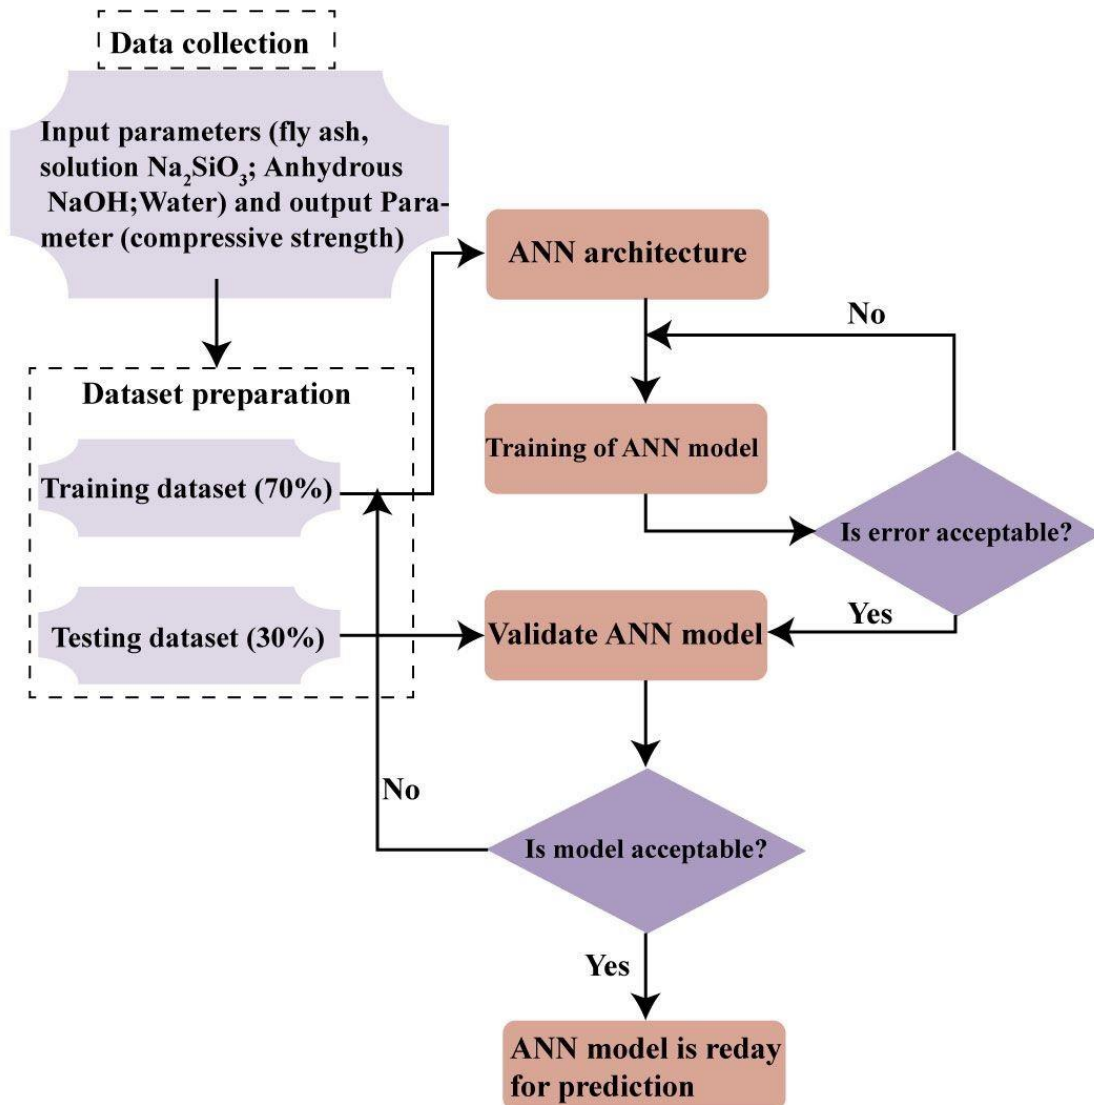 Data collection
Input parameters (fly ash,
solution Na₂SiO₃; Anhydrous
NaOH;Water) and output Para-
meter (compressive strength)
ANN architecture
No
Dataset preparation
Training of ANN model
Training dataset (70%)
Is error acceptable?
Yes
Testing dataset (30%)
Validate ANN model
No
Is model acceptable?
Yes
ANN model is reday
for prediction